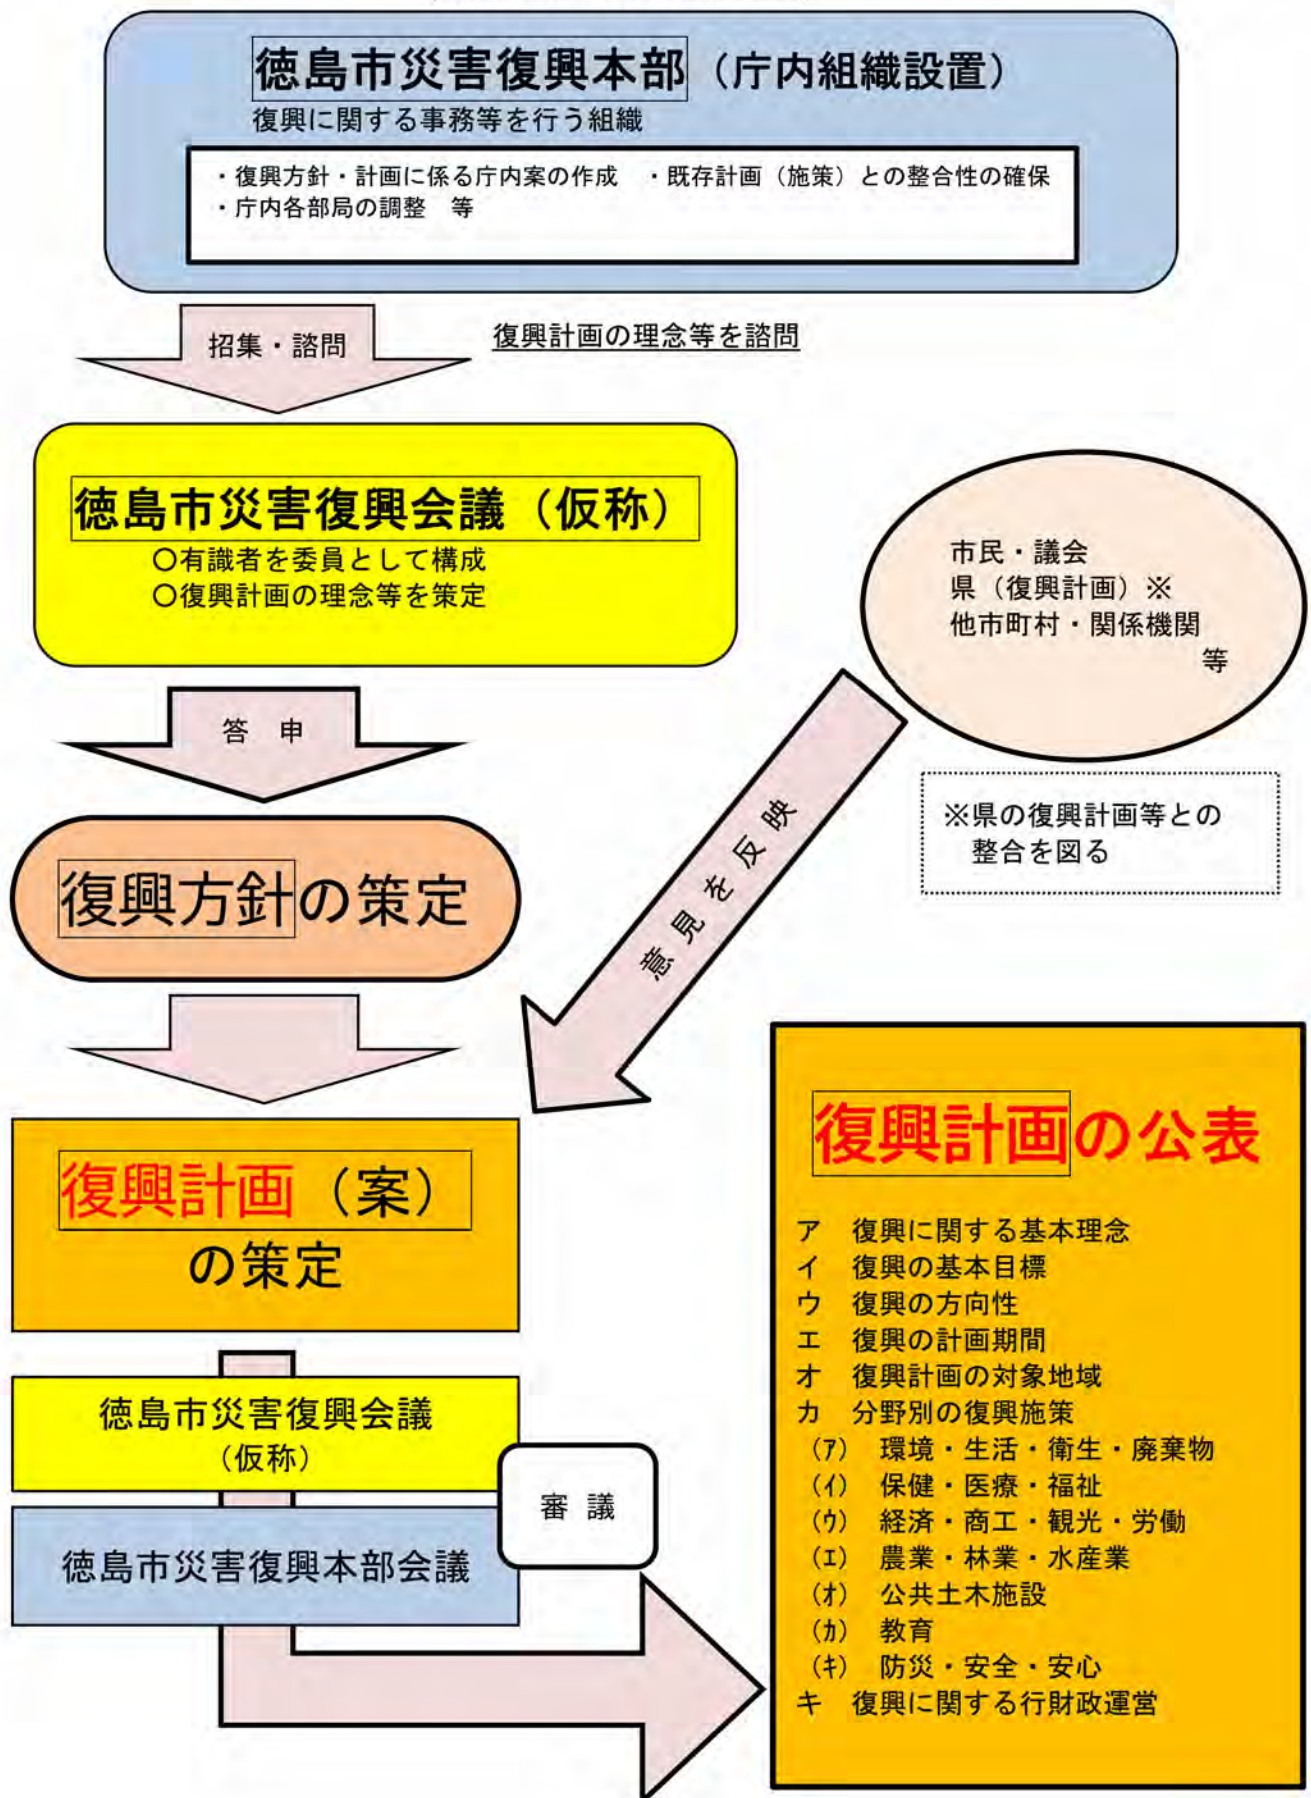 徳島市災害復興本部（庁内組織設置）
復興に関する事務等を行う組織
・復興方針・計画に係る庁内案の作成　・既存計画（施策）との整合性の確保
・庁内各部局の調整　等
招集・諮問
復興計画の理念等を諮問
徳島市災害復興会議（仮称）
○有識者を委員として構成
○復興計画の理念等を策定
市民・議会
県（復興計画）※
他市町村・関係機関
等
※県の復興計画等との
整合を図る
答　申
意見を反映
復興方針の策定
復興計画（案）
の策定
徳島市災害復興会議
（仮称）
審　議
徳島市災害復興本部会議
復興計画の公表
ア　復興に関する基本理念
イ　復興の基本目標
ウ　復興の方向性
エ　復興の計画期間
オ　復興計画の対象地域
カ　分野別の復興施策
(ｱ)　環境・生活・衛生・廃棄物
(ｲ)　保健・医療・福祉
(ｳ)　経済・商工・観光・労働
(ｴ)　農業・林業・水産業
(ｵ)　公共土木施設
(ｶ)　教育
(ｷ)　防災・安全・安心
キ　復興に関する行財政運営